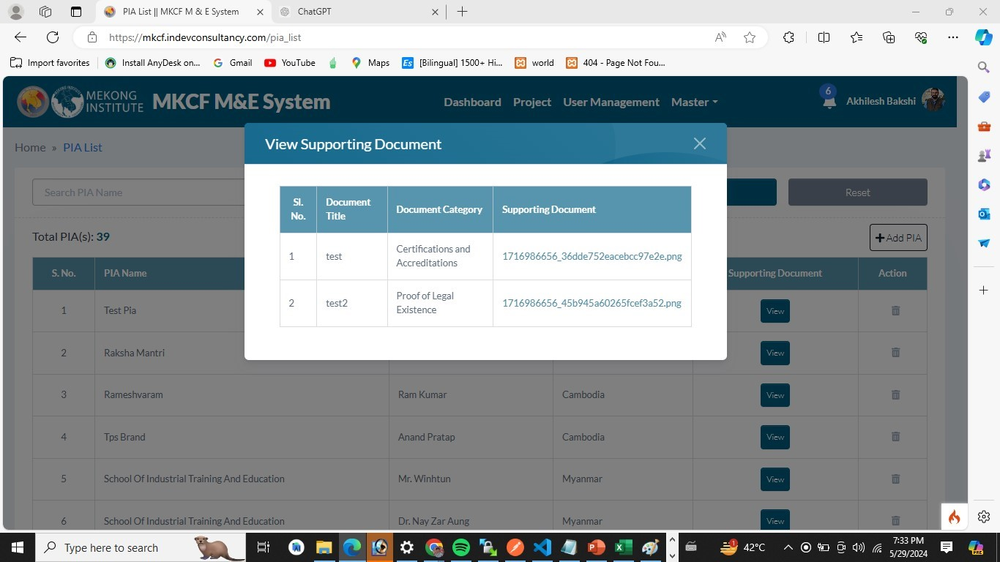 PIA List || MKCF M & E System
ChatGPT
https://mkcf.indevconsultancy.com/pia_list
Import favorites
Install AnyDesk on...
Gmail
YouTube
Maps
Es
[Bilingual] 1500+ Hi...
world
404 - Page Not Fou...
MEKONG
INSTITUTE
MKCF M&E System
Dashboard
Project
User Management
Master
6
Akhilesh Bakshi
Home » PIA List
View Supporting Document
Search PIA Name
Reset
Sl. No.
Document Title
Document Category
Supporting Document
1
test
Certifications and Accreditations
1716986656_36dde752eacebcc97e2e.png
2
test2
Proof of Legal Existence
1716986656_45b945a60265fcef3a52.png
Total PIA(s): 39
Add PIA
S. No.
PIA Name
Supporting Document
Action
1
Test Pia
View
2
Raksha Mantri
View
3
Rameshvaram
Ram Kumar
Cambodia
View
4
Tps Brand
Anand Pratap
Cambodia
View
5
School Of Industrial Training And Education
Mr. Winhtun
Myanmar
View
6
School Of Industrial Training And Education
Dr. Nay Zar Aung
Myanmar
View
Type here to search
1
42°C
7:33 PM
5/29/2024
PRE